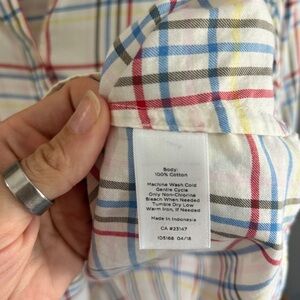 Body:
100% Cotton
Machine Wash Cold
Gentle Cycle
Only Non-Chlorine
Bleach When Needed
Tumble Dry Low
Warm Iron, If Needed
Made In Indonesia
CA #23147
105168 04/18